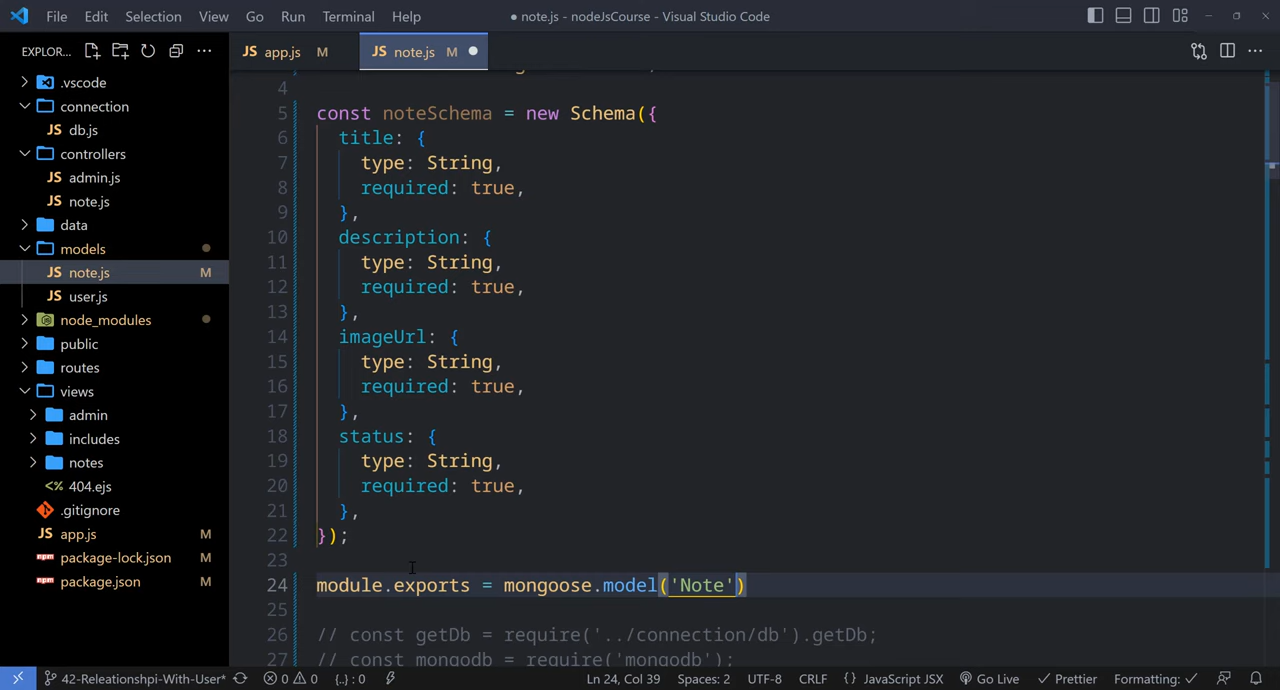 File Edit Selection View Go Run Terminal Help
● note.js - nodeJsCourse - Visual Studio Code
EXPLOR...
JS app.js M
JS note.js M ●
.vscode
connection
JS db.js
controllers
JS admin.js
JS note.js
data
models
JS note.js M
JS user.js
node_modules
public
routes
views
admin
includes
notes
<%> 404.ejs
.gitignore
JS app.js M
npm package-lock.json M
npm package.json M
4
5 const noteSchema = new Schema({
6 title: {
7 type: String,
8 required: true,
9 },
10 description: {
11 type: String,
12 required: true,
13 },
14 imageUrl: {
15 type: String,
16 required: true,
17 },
18 status: {
19 type: String,
20 required: true,
21 },
22 });
23
24 module.exports = mongoose.model('Note')
25
26 // const getDb = require('../connection/db').getDb;
27 // const mongodb = require('mongodb');
42-Releationshpi-With-User* 0 0 {..} : 0 Ln 24, Col 39 Spaces: 2 UTF-8 CRLF {} JavaScript JSX Go Live Prettier Formatting: